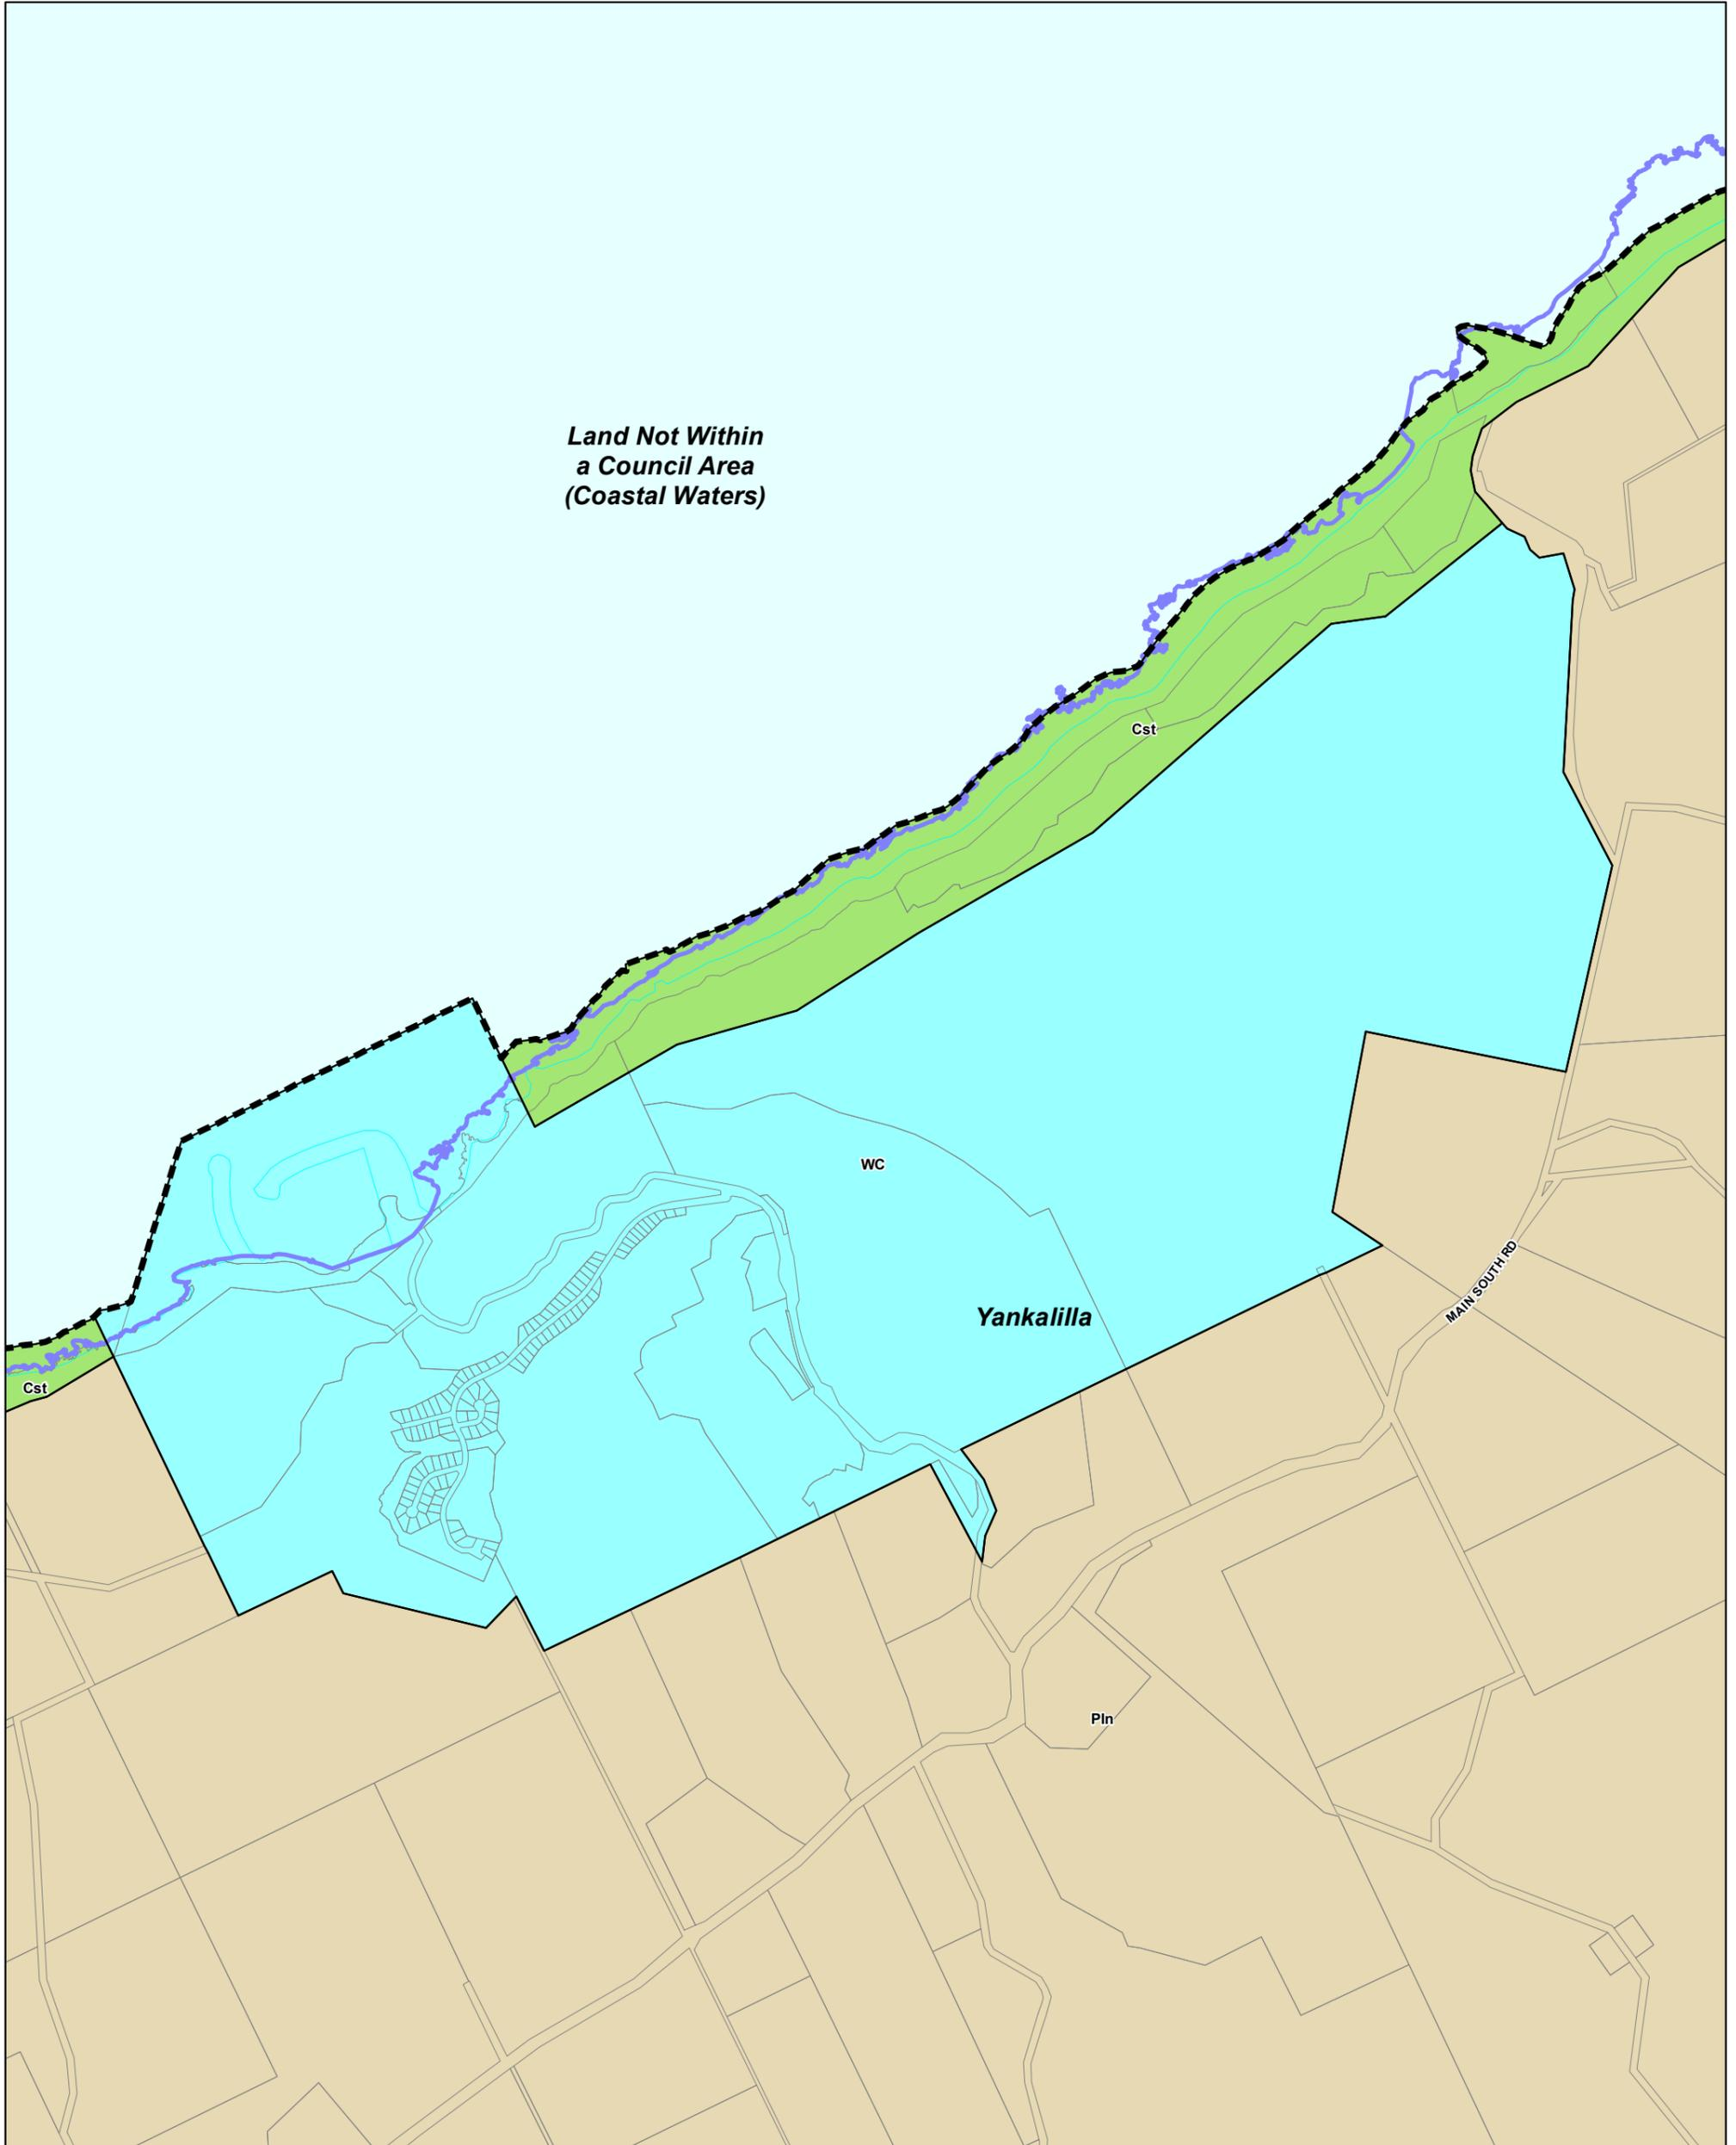 Land Not Within
a Council Area
(Coastal Waters)
Cst
WC
MAIN SOUTH RD
Yankalilla
Cst
Pln